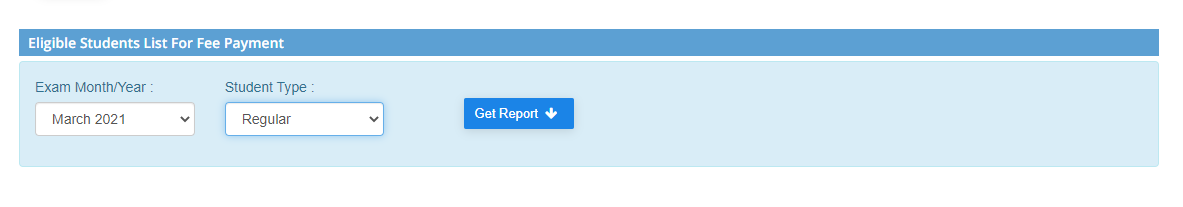 Eligible Students List For Fee Payment
Exam Month/Year : Student Type :
March 2021 Regular Get Report